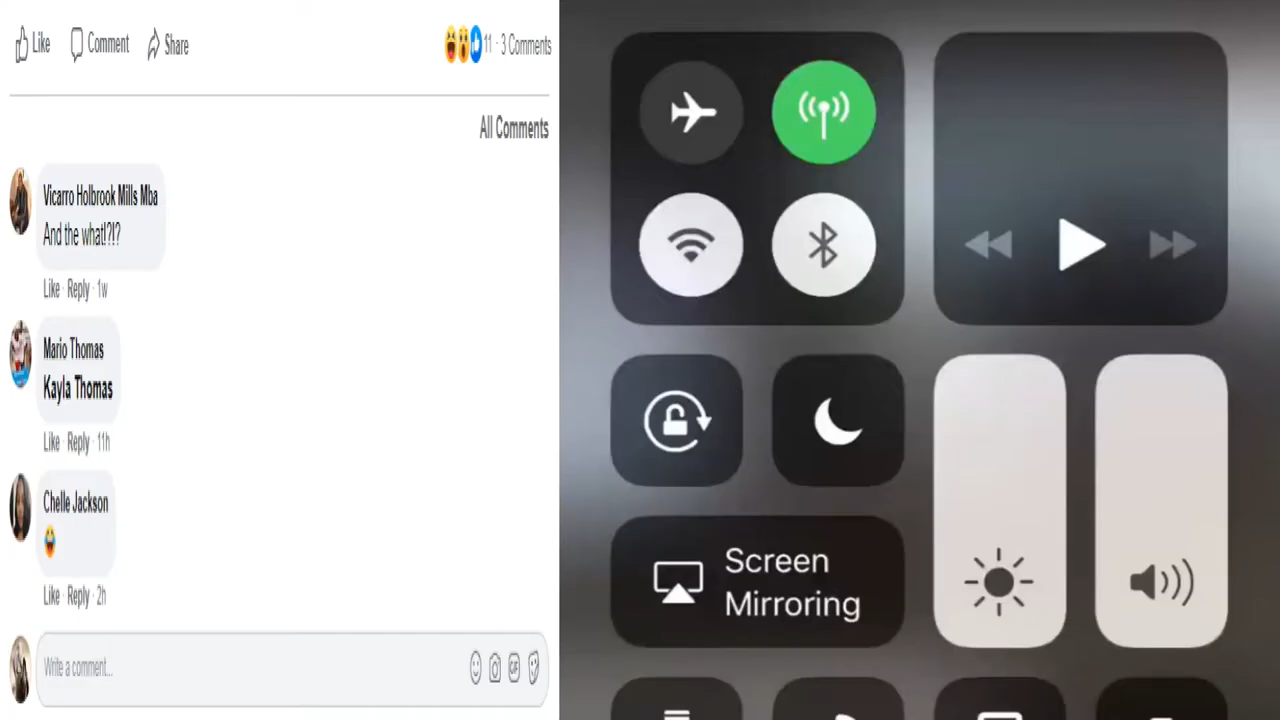 Like Comment Share 11 · 3 Comments
All Comments
Vicarro Holbrook Mills Mba
And the what!?!?
Like · Reply · 1w
Mario Thomas
Kayla Thomas
Like · Reply · 11h
Chelle Jackson
Like · Reply · 2h
Write a comment...
GIF
Screen
Mirroring